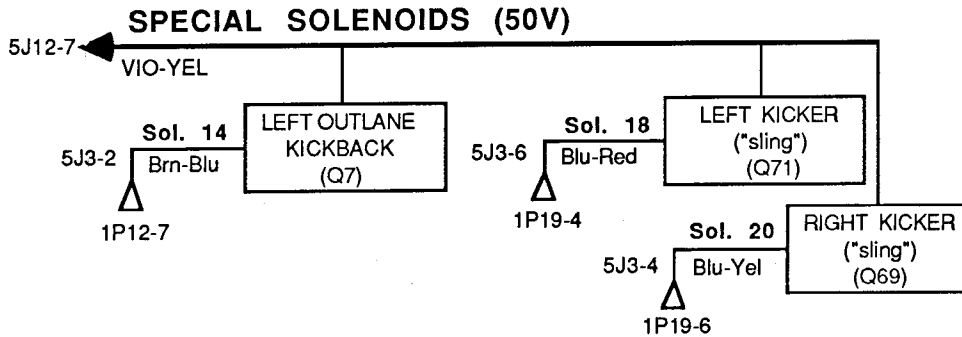 SPECIAL SOLENOIDS (50V)
5J12-7
VIO-YEL
Sol. 14
5J3-2
Brn-Blu
1P12-7
LEFT OUTLANE
KICKBACK
(Q7)
Sol. 18
5J3-6
Blu-Red
1P19-4
LEFT KICKER
("sling")
(Q71)
Sol. 20
5J3-4
Blu-Yel
1P19-6
RIGHT KICKER
("sling")
(Q69)